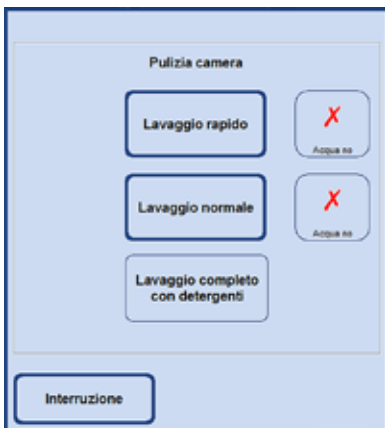 Pulizia camera
Lavaggio rapido
Acqua no
Lavaggio normale
Acqua no
Lavaggio completo
con detergenti
Interruzione